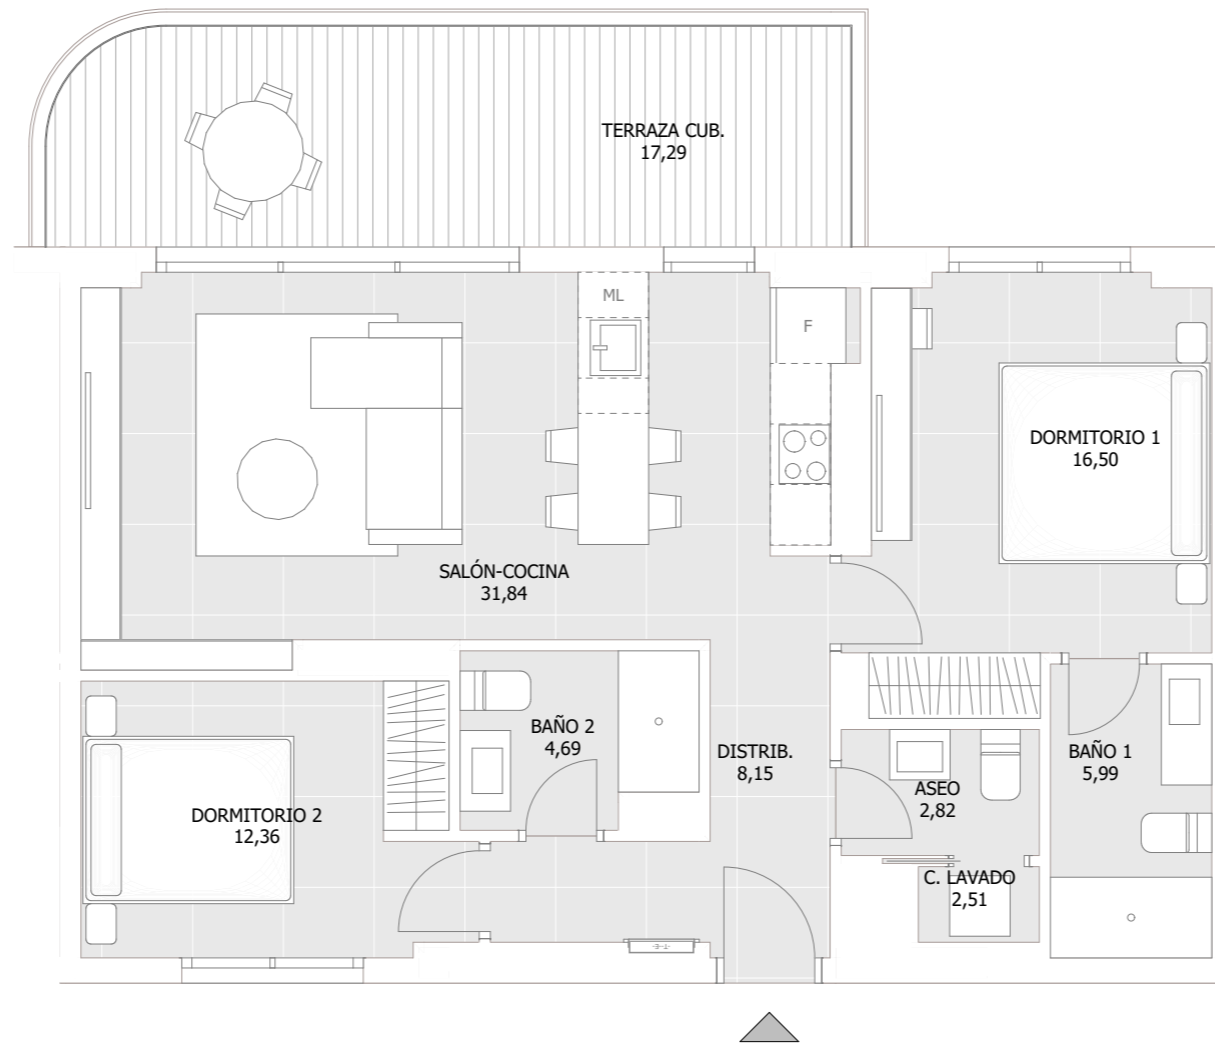 TERRAZA CUB.
17,29
ML
F
DORMITORIO 1
16,50
SALÓN-COCINA
31,84
BAÑO 2
4,69
DISTRIB.
8,15
BAÑO 1
5,99
ASEO
2,82
DORMITORIO 2
12,36
C. LAVADO
2,51